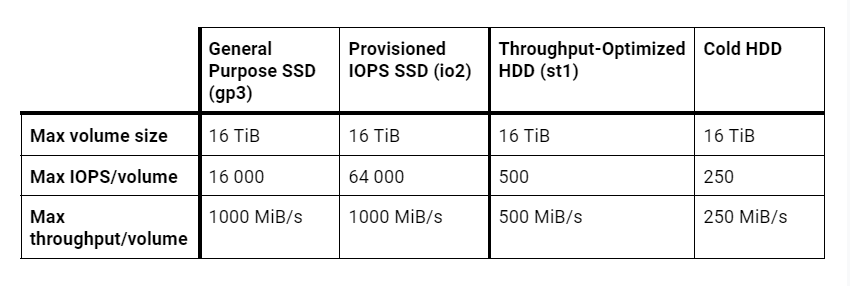 General Purpose SSD (gp3) Provisioned IOPS SSD (io2) Throughput-Optimized HDD (st1) Cold HDD
Max volume size 16 TiB 16 TiB 16 TiB 16 TiB
Max IOPS/volume 16 000 64 000 500 250
Max throughput/volume 1000 MiB/s 1000 MiB/s 500 MiB/s 250 MiB/s